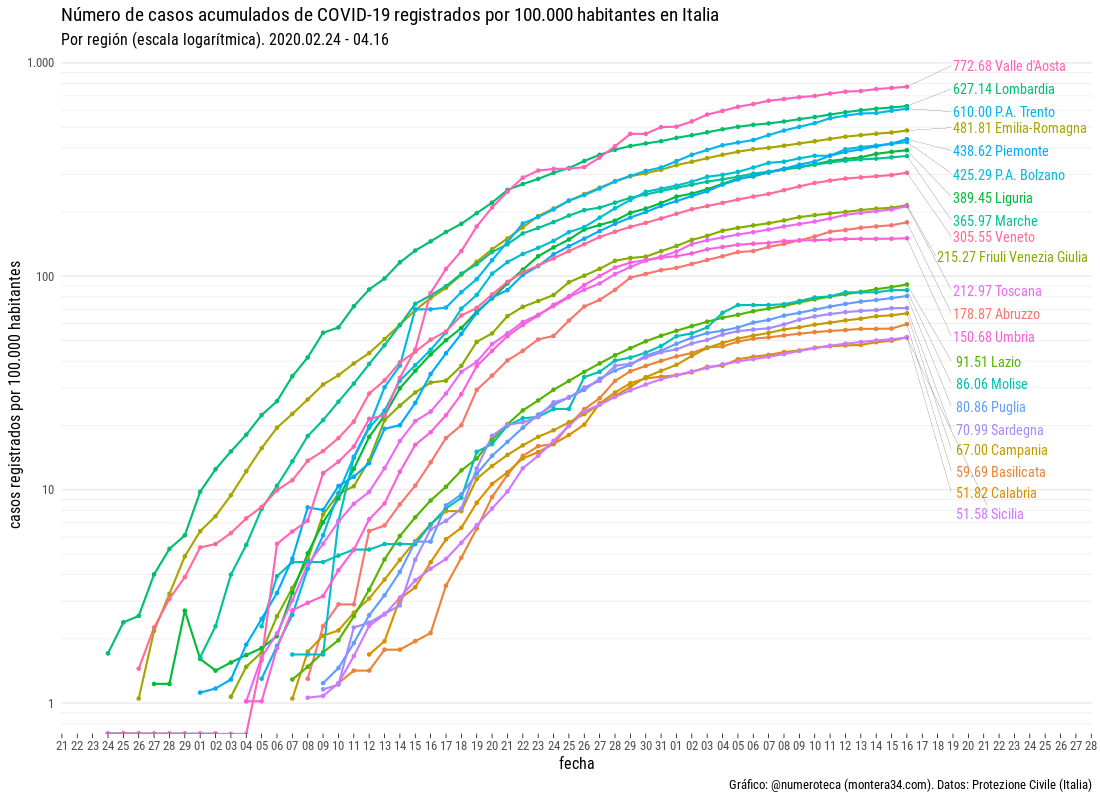 Número de casos acumulados de COVID-19 registrados por 100.000 habitantes en Italia
Por región (escala logarítmica). 2020.02.24 - 04.16
casos registrados por 100.000 habitantes
1.000
100
10
1
772.68 Valle d'Aosta
627.14 Lombardia
610.00 P.A. Trento
481.81 Emilia-Romagna
438.62 Piemonte
425.29 P.A. Bolzano
389.45 Liguria
365.97 Marche
305.55 Veneto
215.27 Friuli Venezia Giulia
212.97 Toscana
178.87 Abruzzo
150.68 Umbria
91.51 Lazio
86.06 Molise
80.86 Puglia
70.99 Sardegna
67.00 Campania
59.69 Basilicata
51.82 Calabria
51.58 Sicilia
21 22 23 24 25 26 27 28 29 01 02 03 04 05 06 07 08 09 10 11 12 13 14 15 16 17 18 19 20 21 22 23 24 25 26 27 28 29 30 31 01 02 03 04 05 06 07 08 09 10 11 12 13 14 15 16 17 18 19 20 21 22 23 24 25 26 27 28
fecha
Gráfico: @numeroteca (montera34.com). Datos: Protezione Civile (Italia)